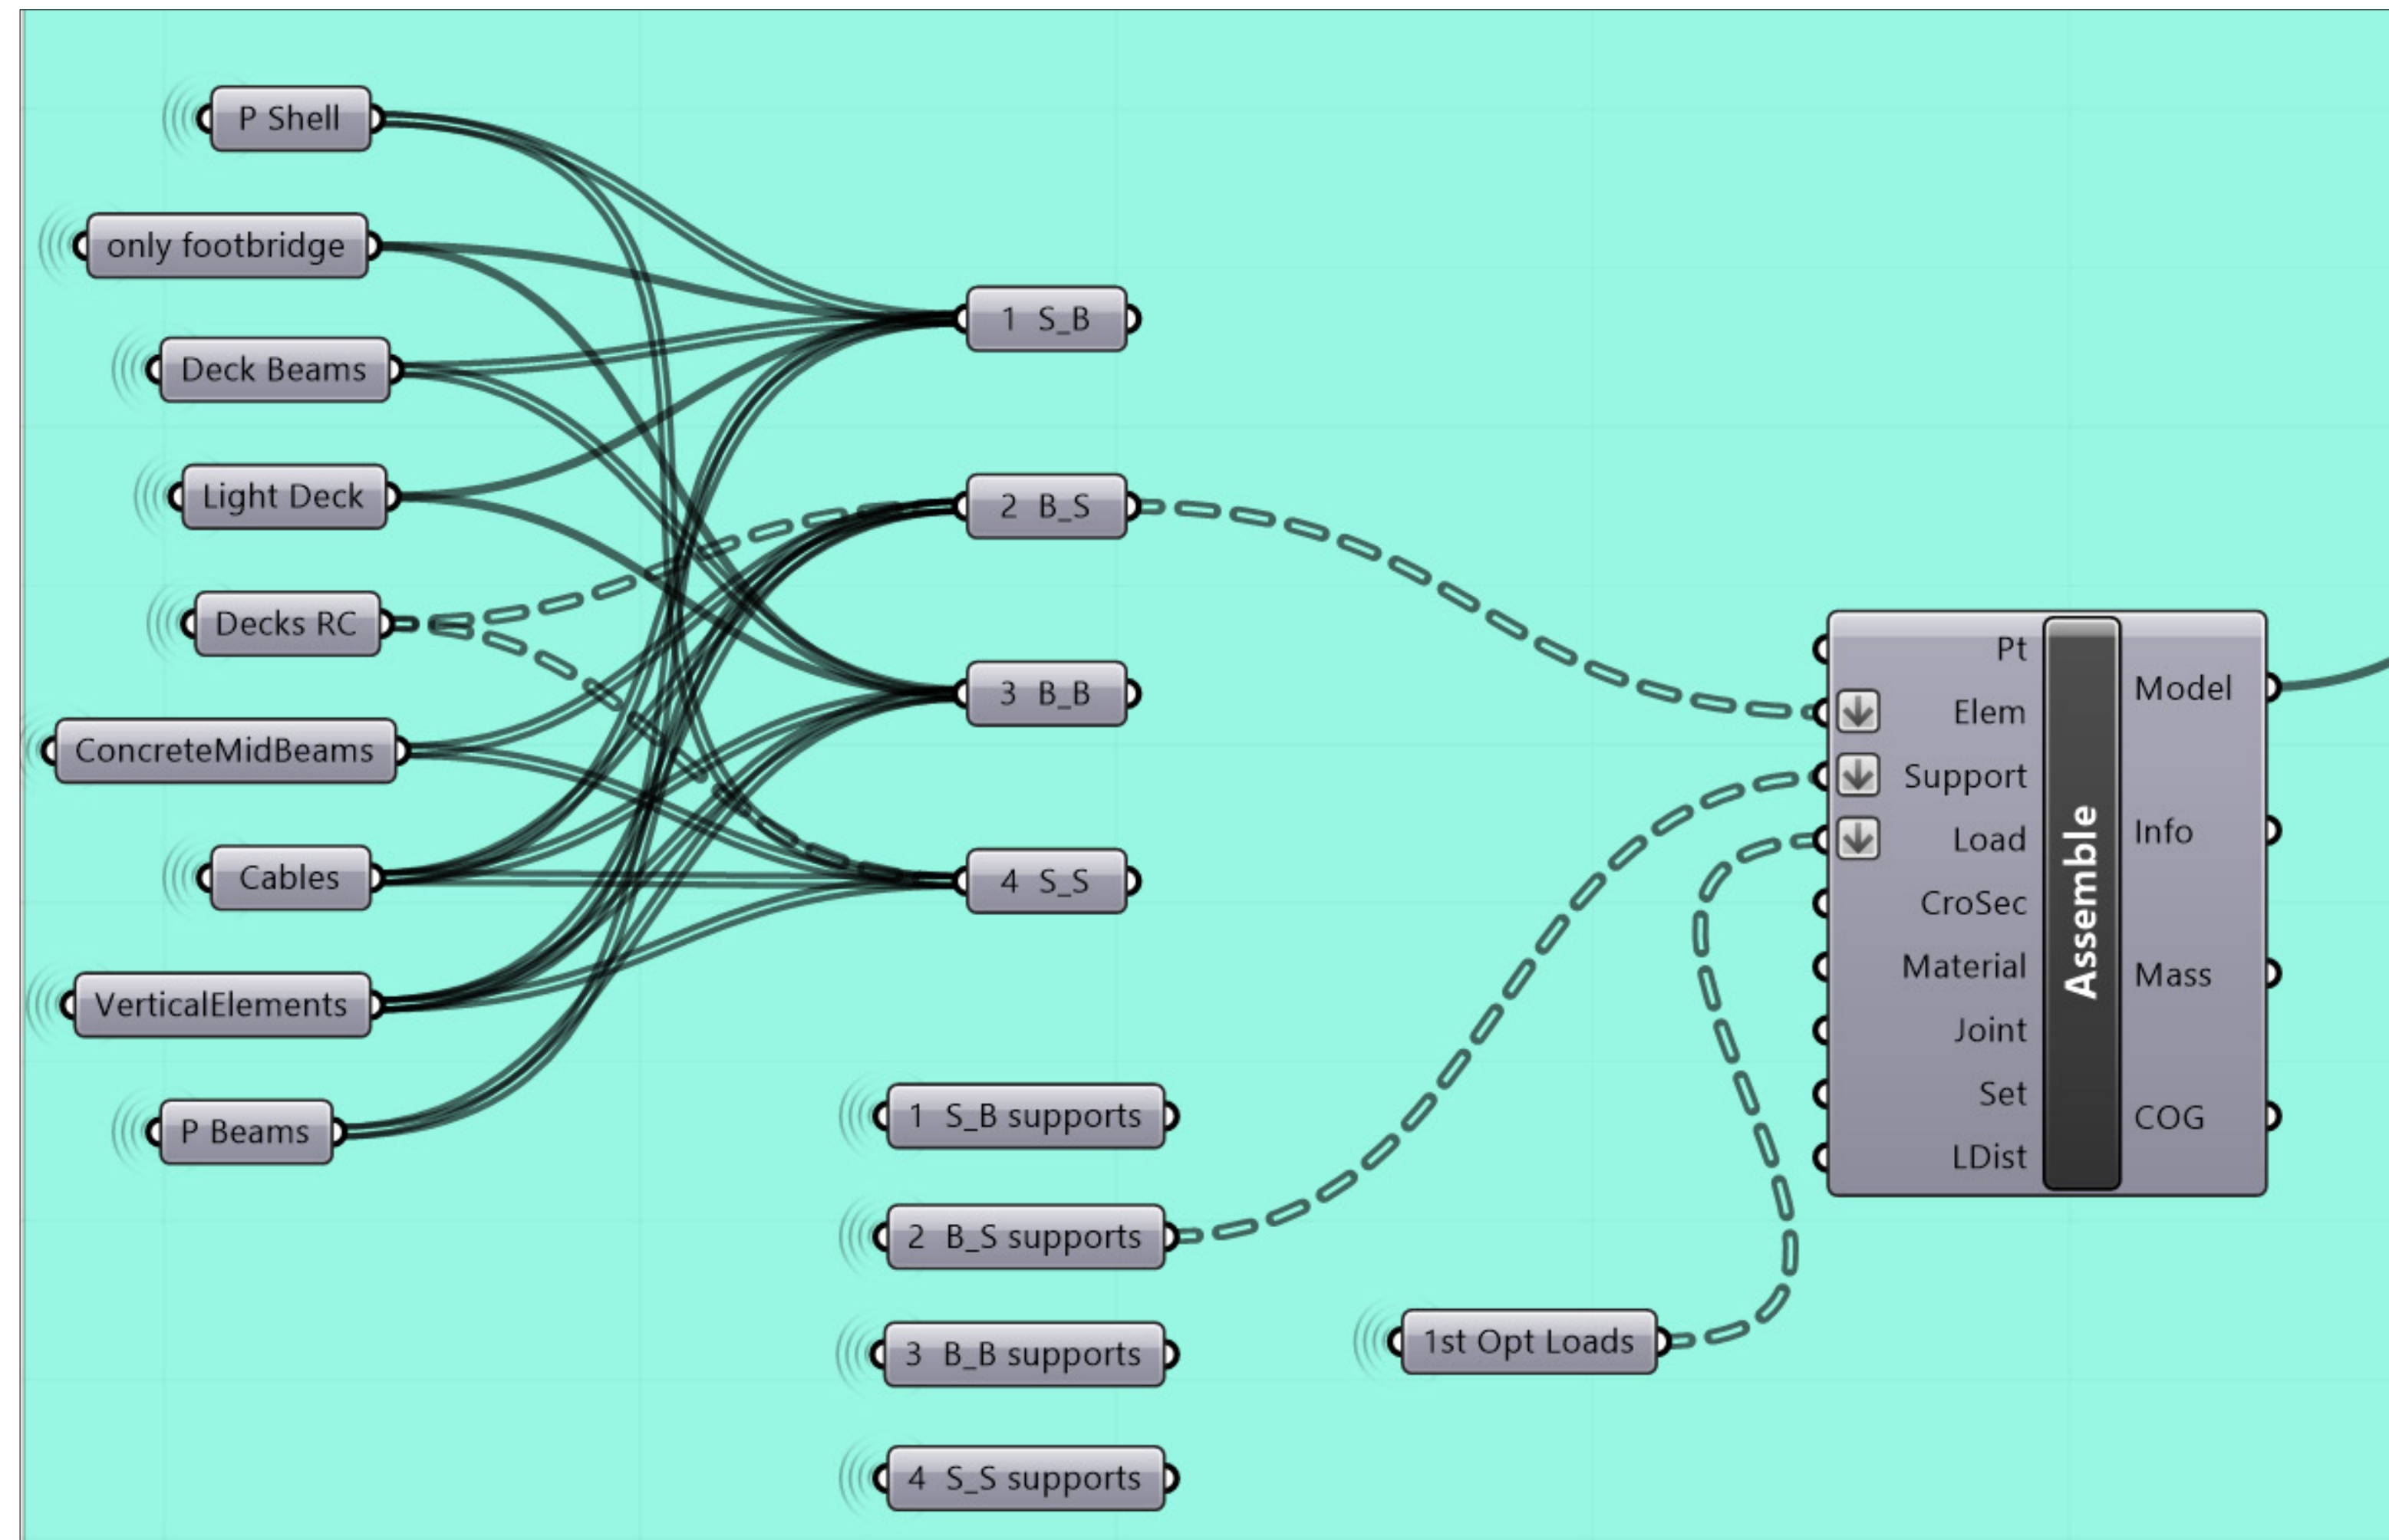 P Shell
only footbridge
Deck Beams
Light Deck
Decks RC
ConcreteMidBeams
Cables
VerticalElements
P Beams
1 S_B
2 B_S
3 B_B
4 S_S
1 S_B supports
2 B_S supports
3 B_B supports
4 S_S supports
1st Opt Loads
Pt
Elem
Support
Load
CroSec
Material
Joint
Set
LDist
Assemble
Model
Info
Mass
COG